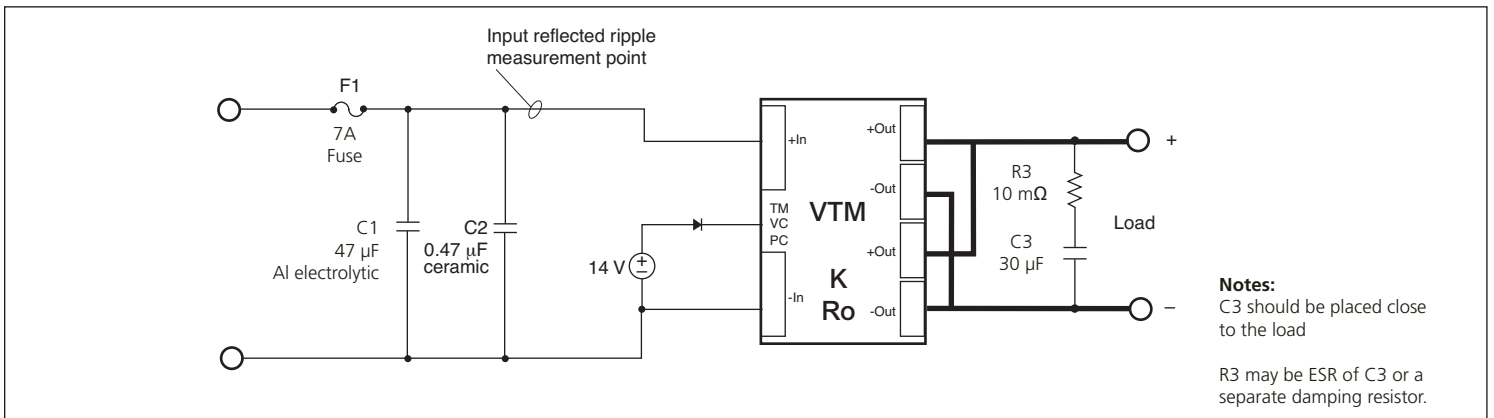 Input reflected ripple
measurement point
F1
7A
Fuse
C1
47 µF
Al electrolytic
C2
0.47 µF
ceramic
14 V
+In
TM
VC
PC
-In
VTM
K
Ro
+Out
-Out
+Out
-Out
R3
10 mΩ
C3
30 µF
+
Load
–
Notes:
C3 should be placed close
to the load
R3 may be ESR of C3 or a
separate damping resistor.